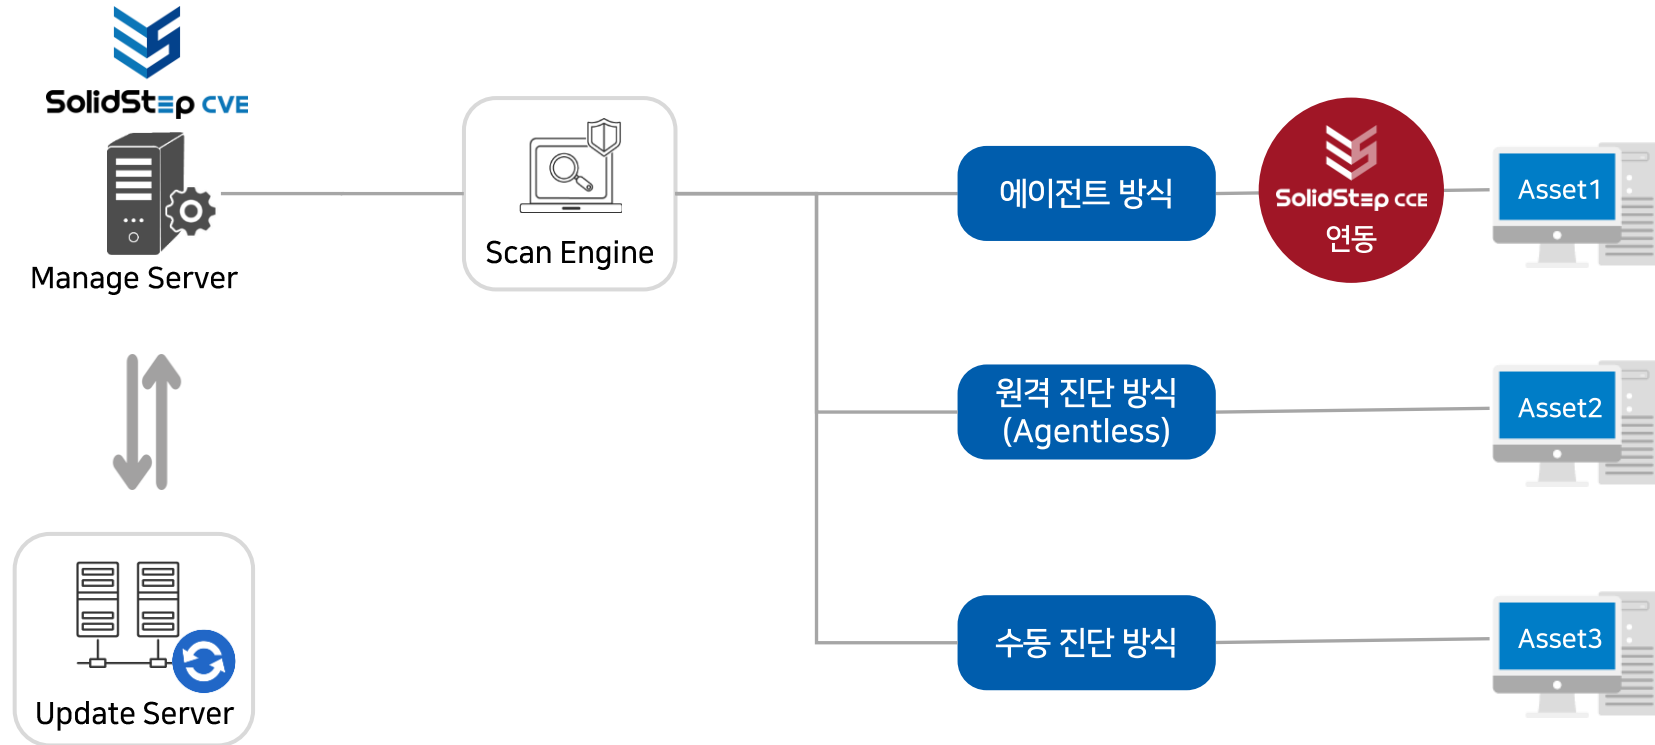 SolidStep CVE
Manage Server
Scan Engine
에이전트 방식
SolidStep CCE
연동
Asset1
원격 진단 방식
(Agentless)
Asset2
수동 진단 방식
Asset3
Update Server